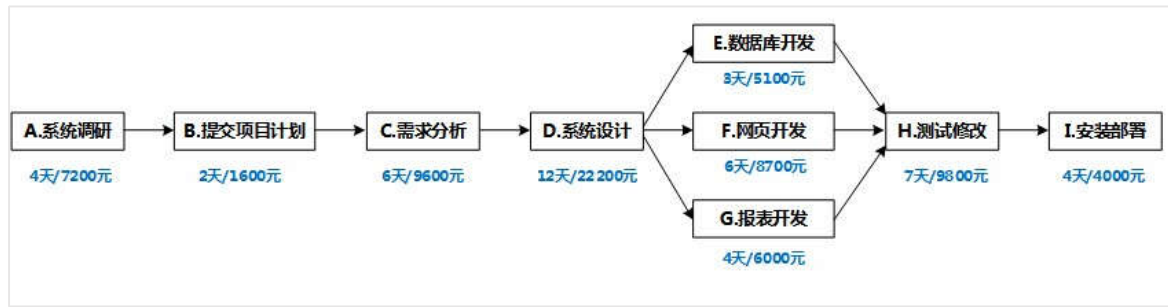 E.数据库开发
3天/5100元
A.系统调研
B.提交项目计划
C.需求分析
D.系统设计
F.网页开发
H.测试修改
I.安装部署
4天/7200元
2天/1600元
6天/9600元
12天/22200元
6天/8700元
7天/9800元
4天/4000元
G.报表开发
4天/6000元